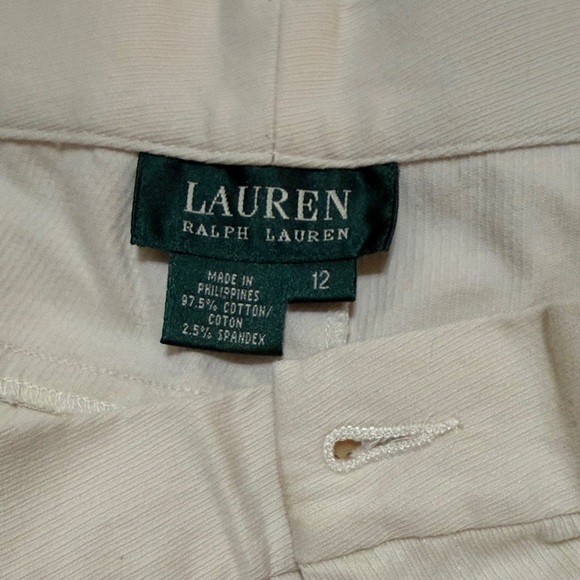 LAUREN
RALPH LAUREN
12
MADE IN
PHILIPPINES
97.5% COTTON/
COTON
2.5% SPANDEX